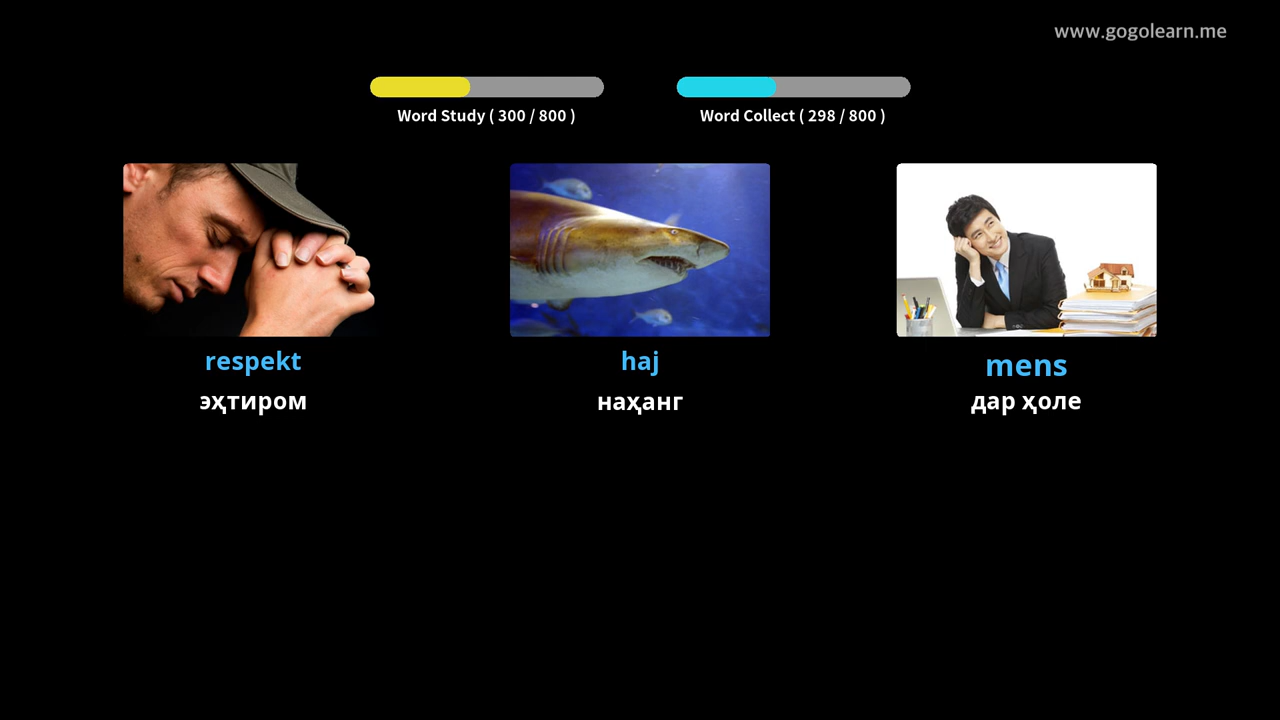 www.gogolearn.me
Word Study ( 300 / 800 )
Word Collect ( 298 / 800 )
respekt
haj
mens
эҳтиром
наҳанг
дар ҳоле